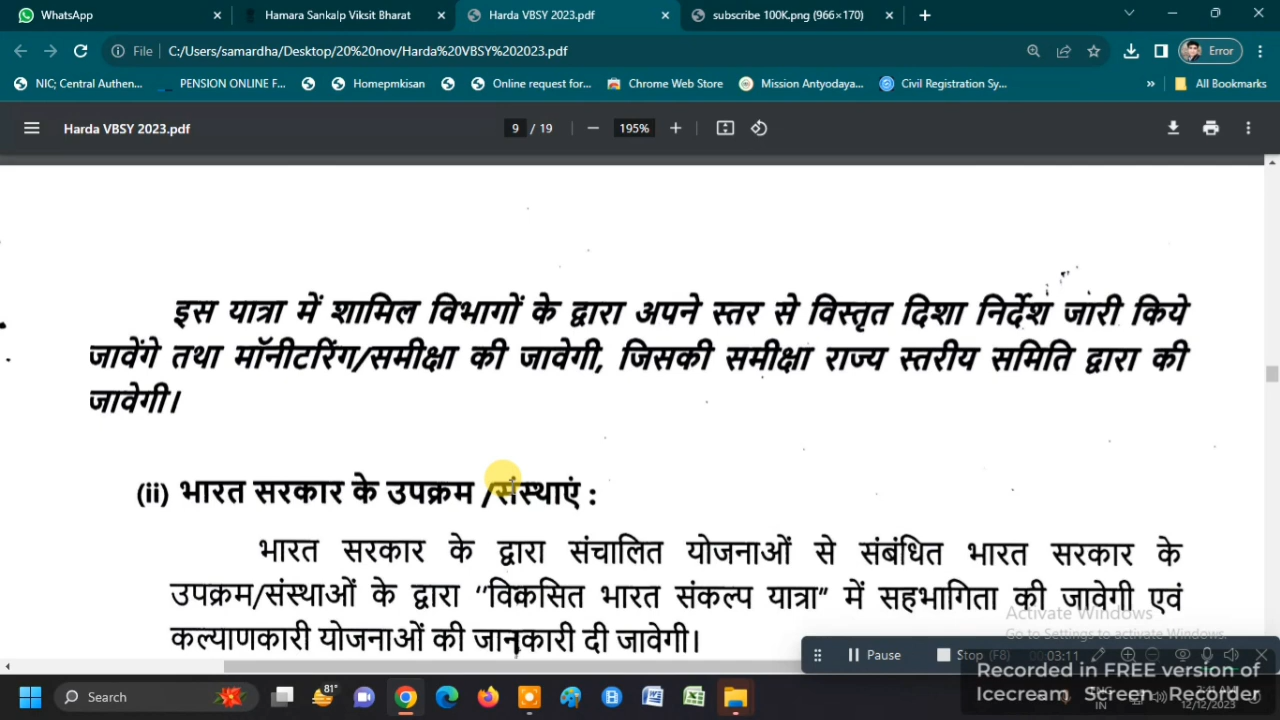 WhatsApp
Hamara Sankalp Viksit Bharat
Harda VBSY 2023.pdf
subscribe 100K.png (966×170)
File
C:/Users/samardha/Desktop/20%20nov/Harda%20VBSY%202023.pdf
Error
NIC; Central Authen...
PENSION ONLINE F...
Homepmkisan
Online request for...
Chrome Web Store
Mission Antyodaya...
Civil Registration Sy...
» All Bookmarks
Harda VBSY 2023.pdf
9 / 19
195%
इस यात्रा में शामिल विभागों के द्वारा अपने स्तर से विस्तृत दिशा निर्देश जारी किये
जावेंगे तथा मॉनीटरिंग/समीक्षा की जावेगी, जिसकी समीक्षा राज्य स्तरीय समिति द्वारा की
जावेगी।
(ii) भारत सरकार के उपक्रम /संस्थाएं :
भारत सरकार के द्वारा संचालित योजनाओं से संबंधित भारत सरकार के
उपक्रम/संस्थाओं के द्वारा “विकसित भारत संकल्प यात्रा” में सहभागिता की जावेगी एवं
कल्याणकारी योजनाओं की जानकारी दी जावेगी।
Activate Windows
Go to Settings to activate Windows.
Pause
Stop (F8)
03:11
Recorded in FREE version of
Icecream Screen Recorder
Search
81°
ENG
IN
12/12/2023